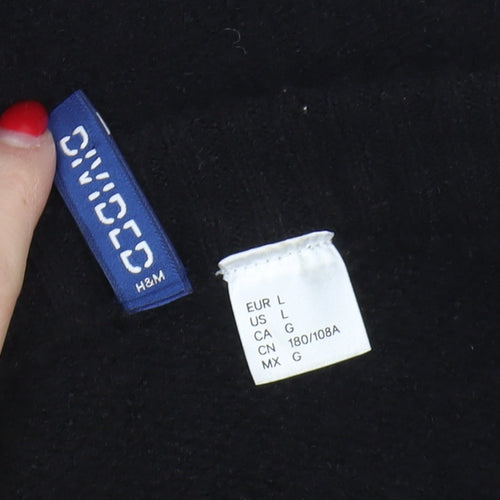 DIVIDED
H&M
EUR L
US L
CA G
CN 180/108A
MX G